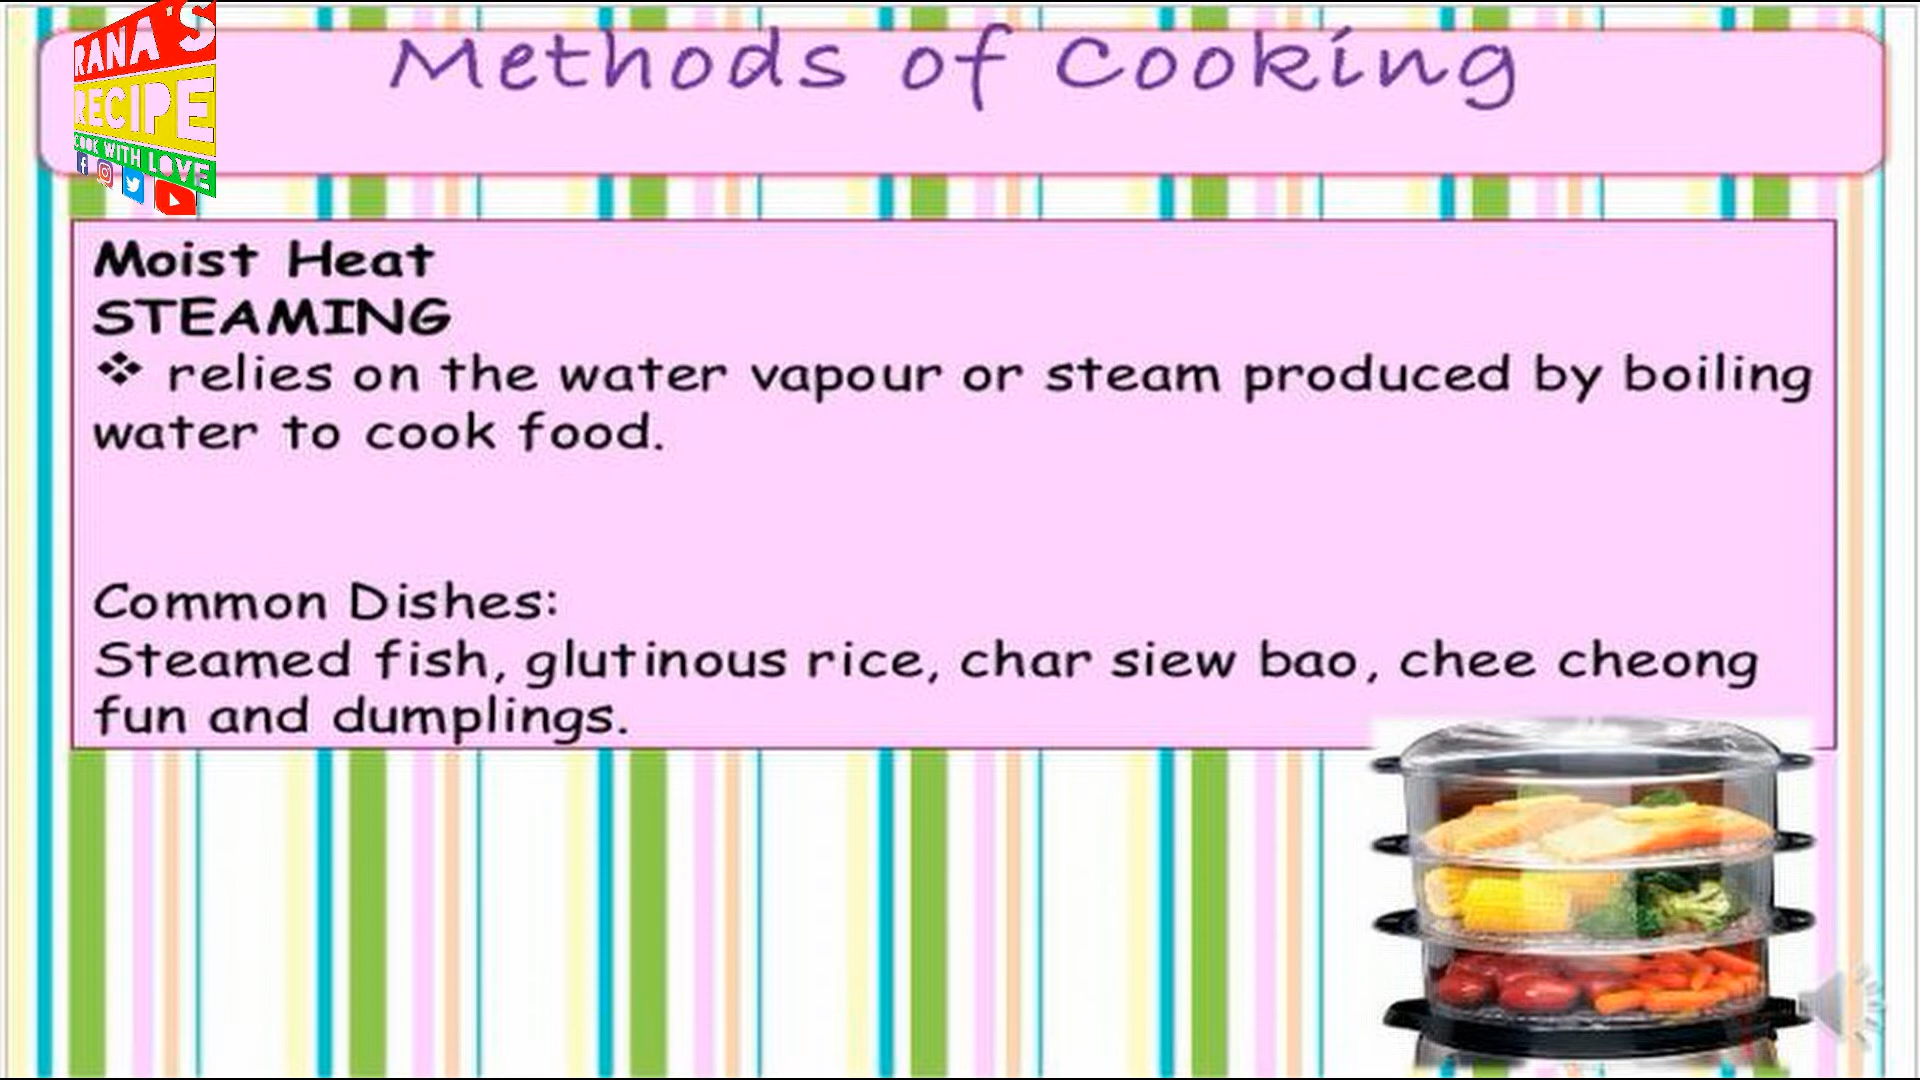 RANA'S
RECIPE
COOK WITH LOVE
Methods of Cooking
Moist Heat
STEAMING
❖ relies on the water vapour or steam produced by boiling
water to cook food.
Common Dishes:
Steamed fish, glutinous rice, char siew bao, chee cheong
fun and dumplings.